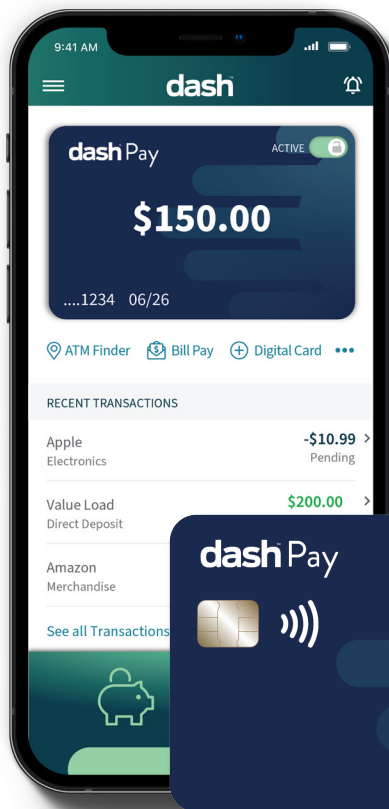 9:41 AM
dash
dash Pay
ACTIVE
$150.00
....1234 06/26
ATM Finder
Bill Pay
Digital Card
RECENT TRANSACTIONS
Apple
-$10.99
Electronics
Pending
Value Load
$200.00
Direct Deposit
Amazon
Merchandise
See all Transactions
dash Pay